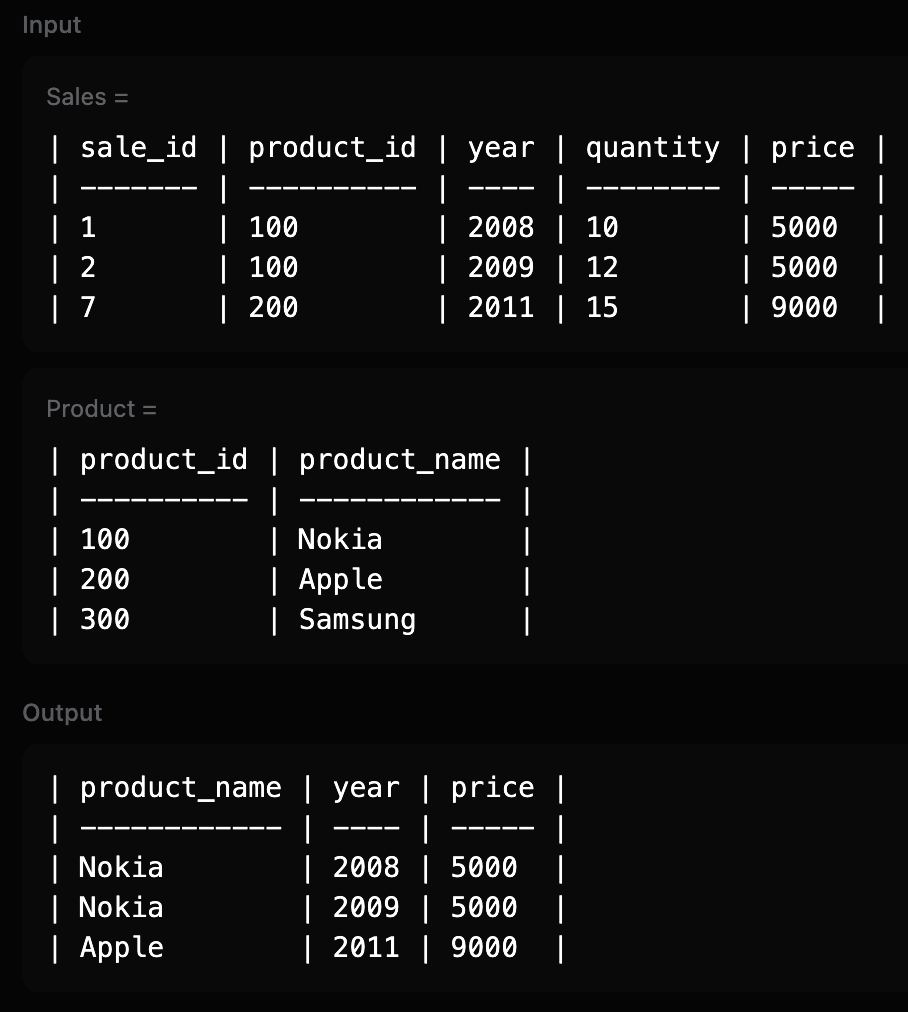 Input
Sales =
| sale_id | product_id | year | quantity | price |
| ------- | ---------- | ---- | -------- | ----- |
| 1       | 100        | 2008 | 10       | 5000  |
| 2       | 100        | 2009 | 12       | 5000  |
| 7       | 200        | 2011 | 15       | 9000  |
Product =
| product_id | product_name |
| ---------- | ------------ |
| 100        | Nokia        |
| 200        | Apple        |
| 300        | Samsung      |
Output
| product_name | year | price |
| ------------ | ---- | ----- |
| Nokia        | 2008 | 5000  |
| Nokia        | 2009 | 5000  |
| Apple        | 2011 | 9000  |